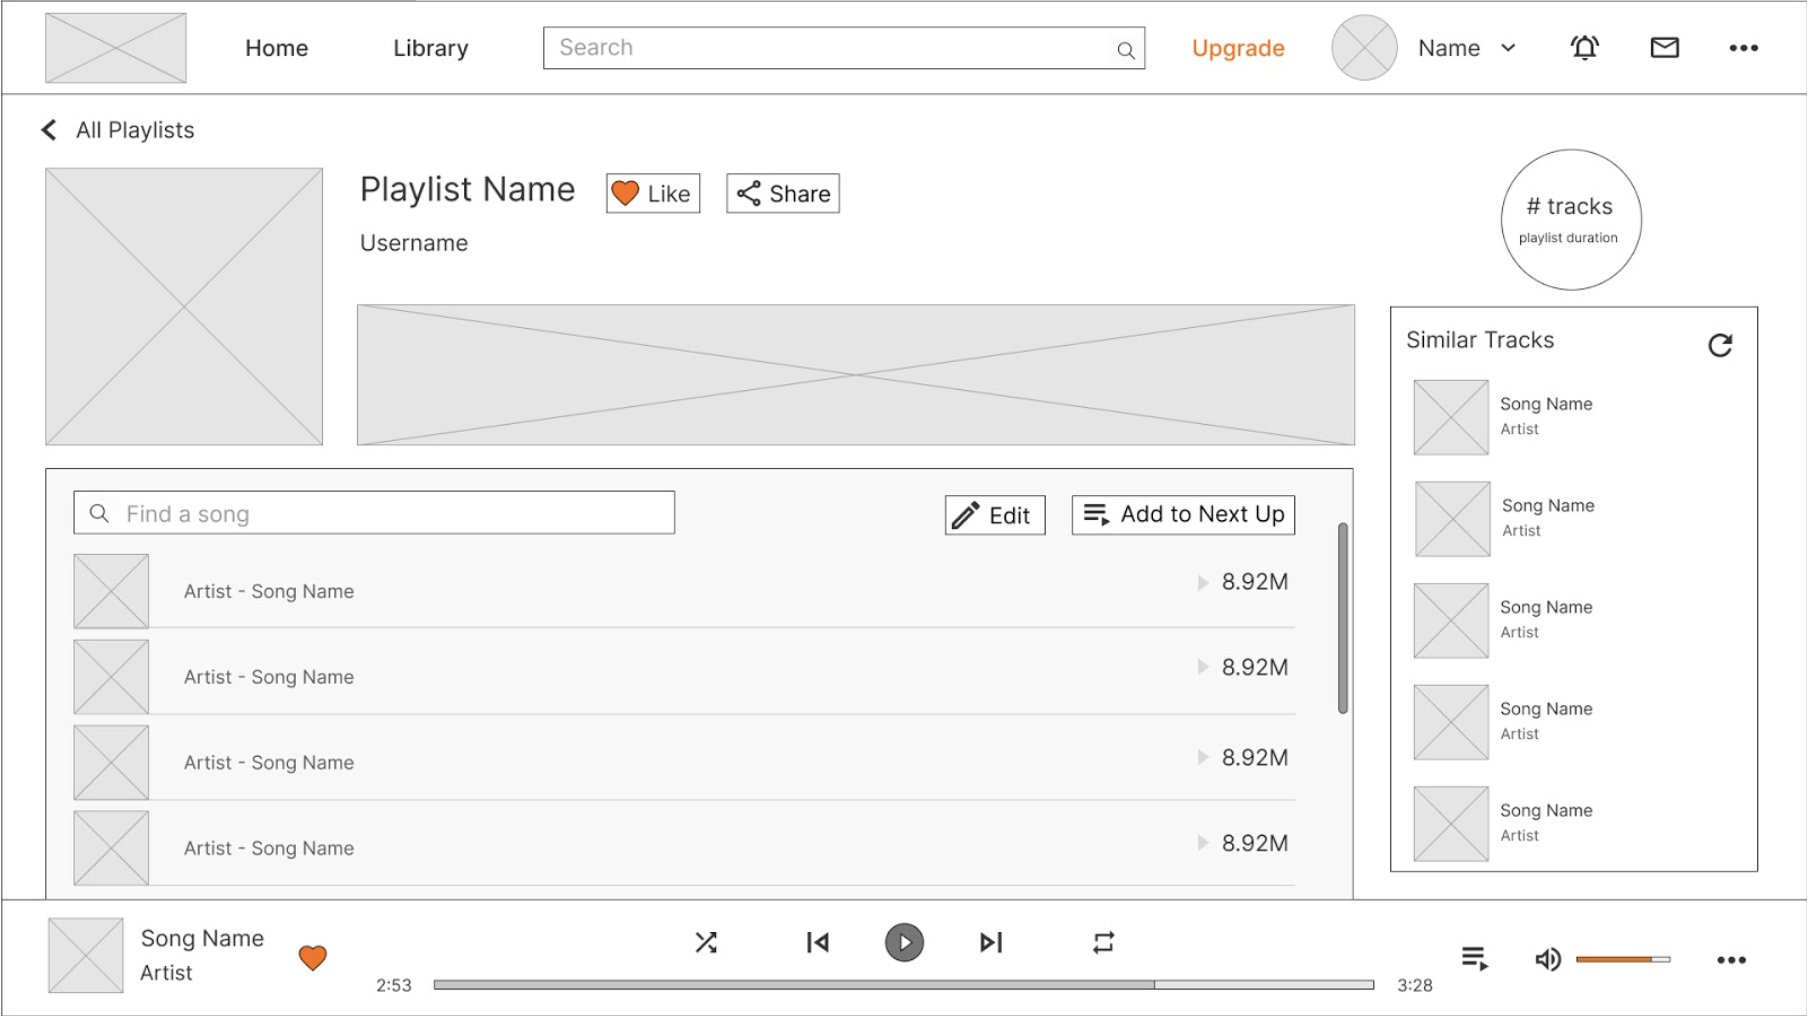 Home
Library
Search
Upgrade
Name
All Playlists
Playlist Name
Like
Share
Username
# tracks
playlist duration
Similar Tracks
Song Name
Artist
Song Name
Artist
Song Name
Artist
Song Name
Artist
Song Name
Artist
Find a song
Edit
Add to Next Up
Artist - Song Name
8.92M
Artist - Song Name
8.92M
Artist - Song Name
8.92M
Artist - Song Name
8.92M
Song Name
Artist
2:53
3:28